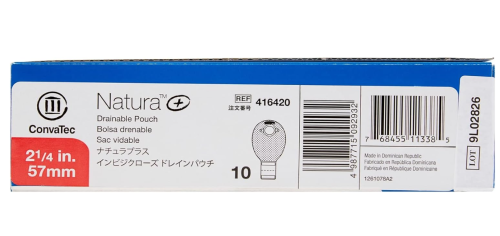 ConvaTec
2 1/4 in.
57mm
Natura™ +
Drainable Pouch
Bolsa drenable
Sac vidable
ナチュラプラス
インビジクローズ ドレインパウチ
REF 416420
注文番号
10
4 987715 092932
7 68455 11338 5
Made in Dominican Republic
Fabricado en República Dominicana
Fabriqué en République Dominicaine
1261076A2
LOT 9L02826